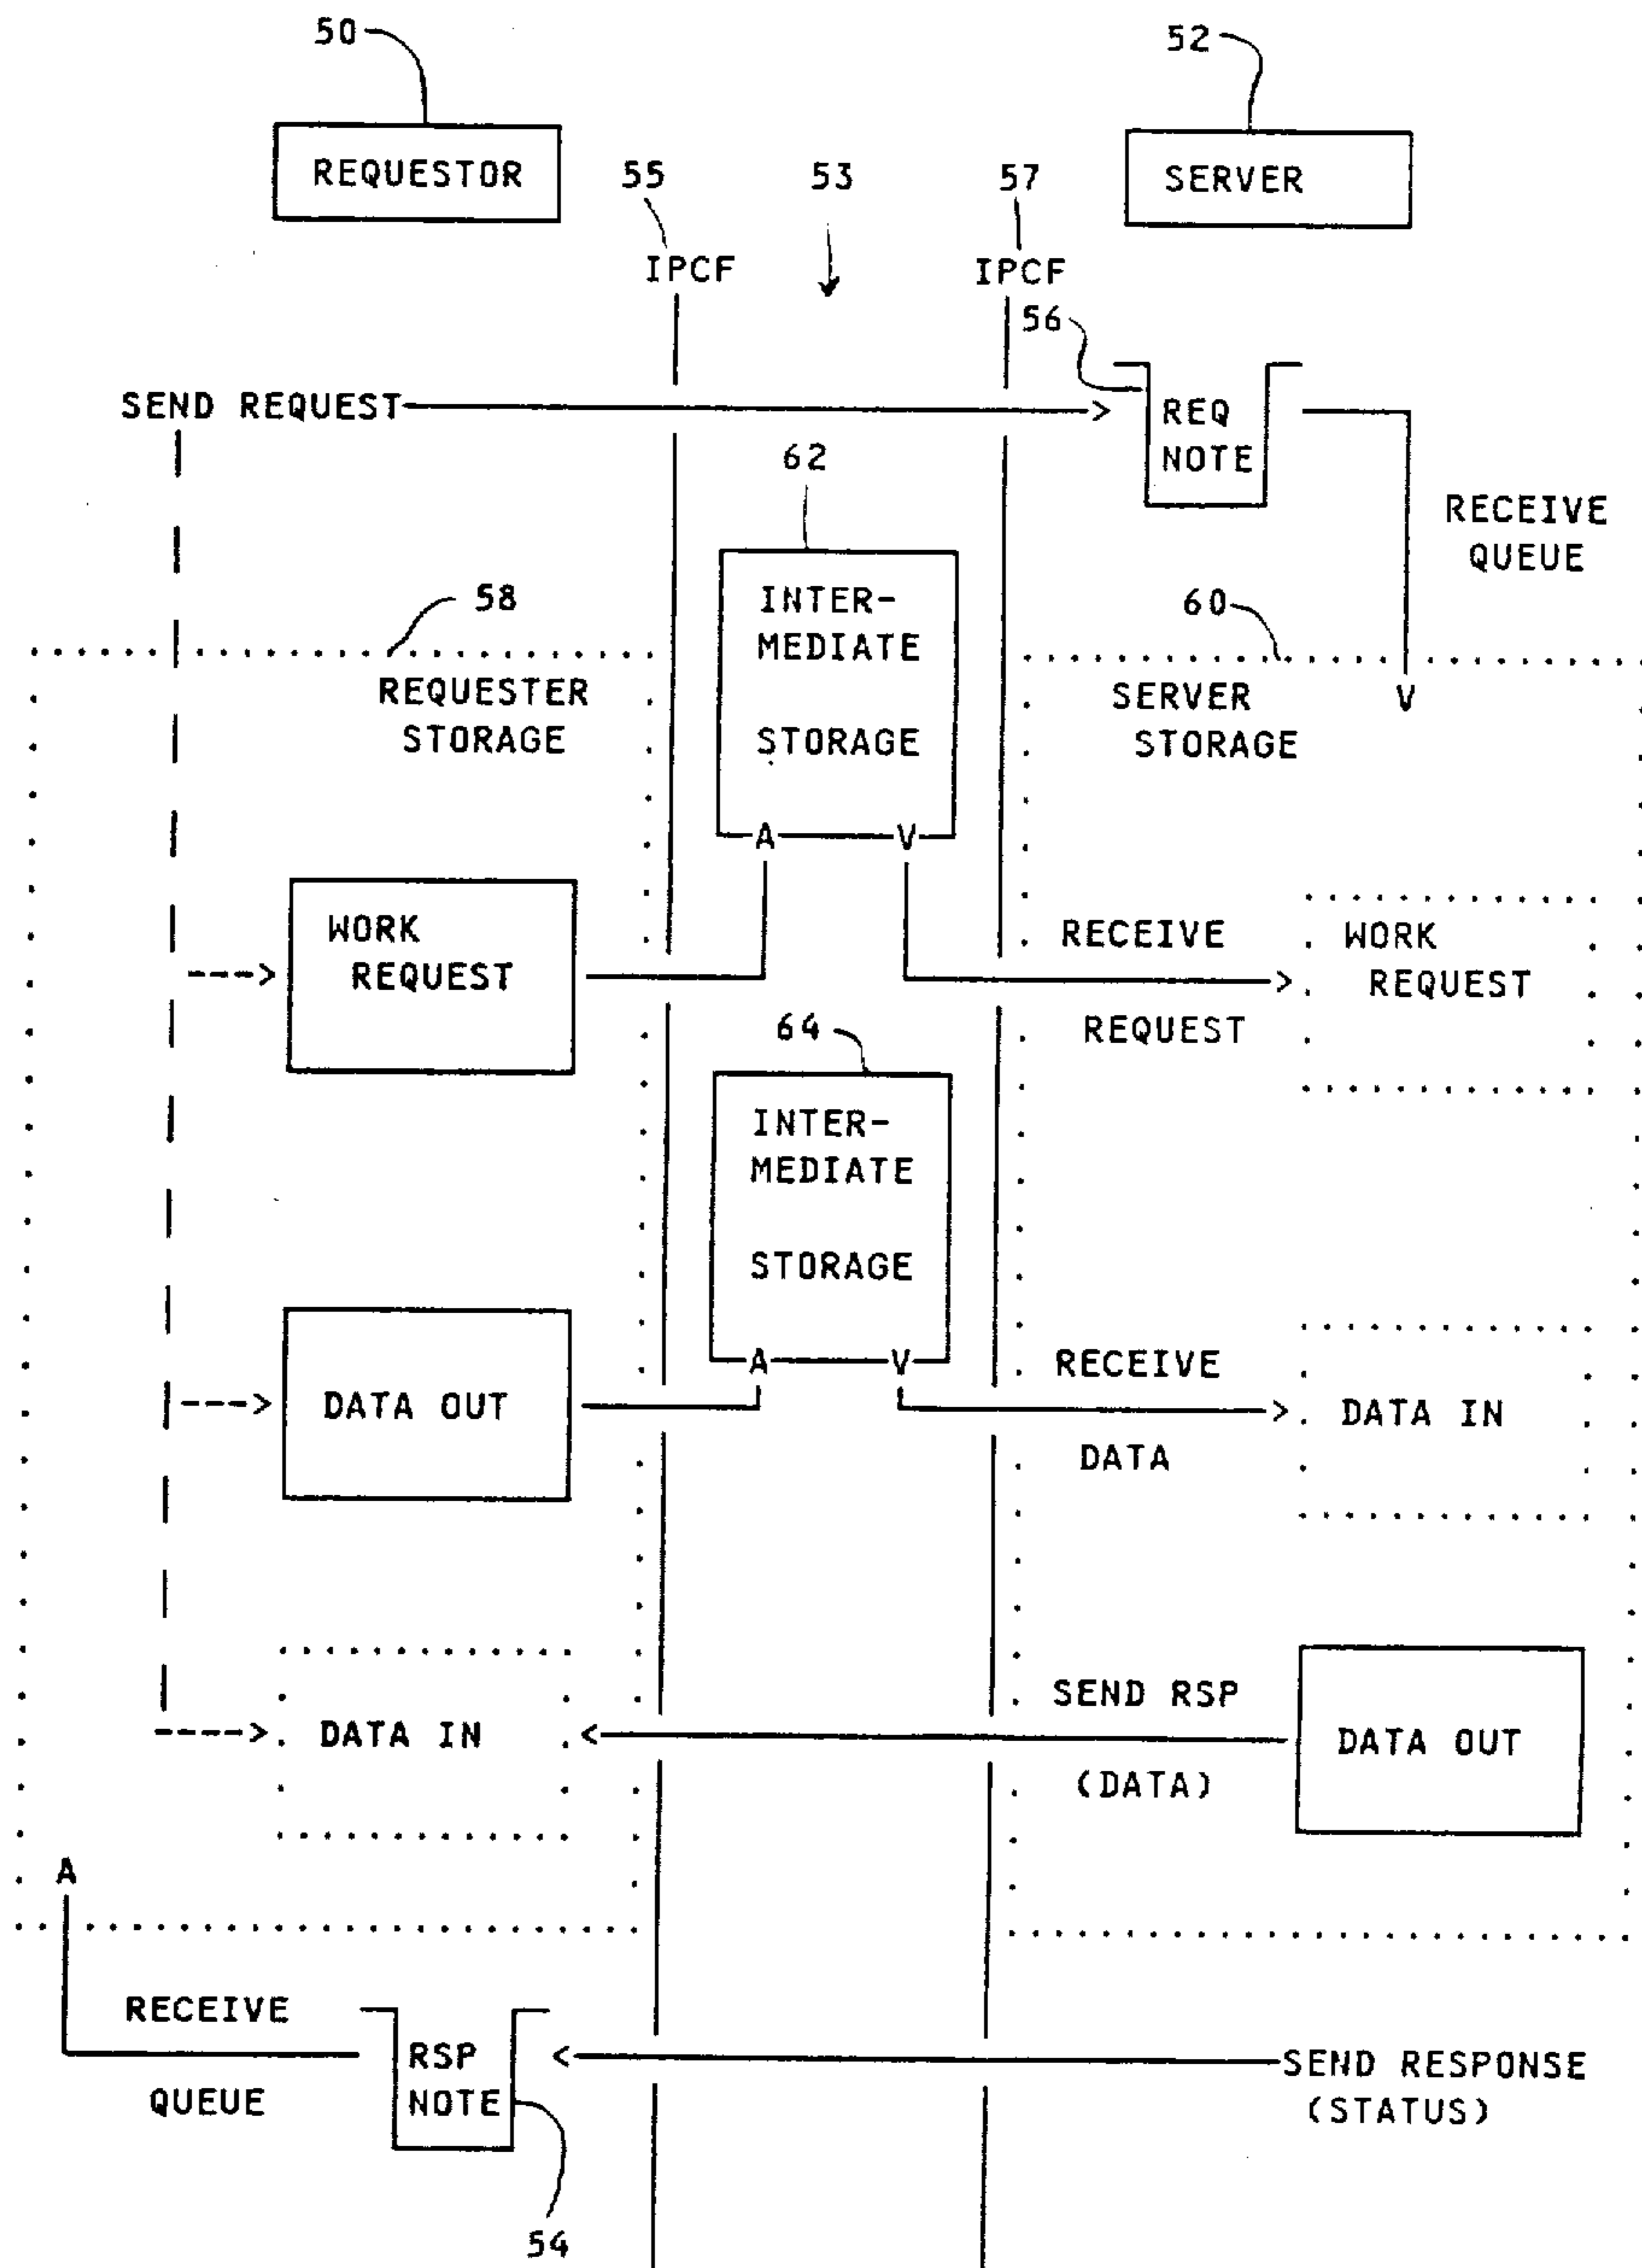 50
52
REQUESTOR
55
53
57
SERVER
IPCF
IPCF
56
SEND REQUEST
REQ
NOTE
62
RECEIVE
QUEUE
58
60
INTER-
MEDIATE
STORAGE
REQUESTER
STORAGE
SERVER
STORAGE
V
A
V
WORK
REQUEST
RECEIVE
REQUEST
WORK
REQUEST
64
INTER-
MEDIATE
STORAGE
A
V
DATA OUT
RECEIVE
DATA
DATA IN
DATA IN
SEND RSP
(DATA)
DATA OUT
A
RECEIVE
QUEUE
RSP
NOTE
SEND RESPONSE
(STATUS)
54